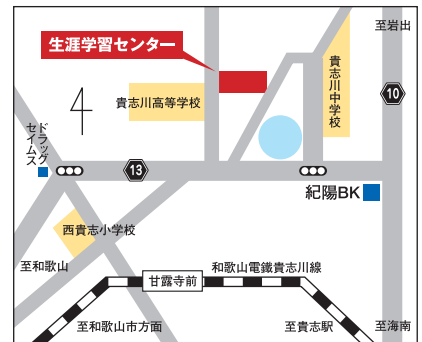 至岩出
生涯学習センター
貴志川中学校
10
貴志川高等学校
ドラッグ
セイムス
13
紀陽BK
西貴志小学校
至和歌山
和歌山電鐵貴志川線
甘露寺前
至和歌山市方面
至貴志駅
至海南